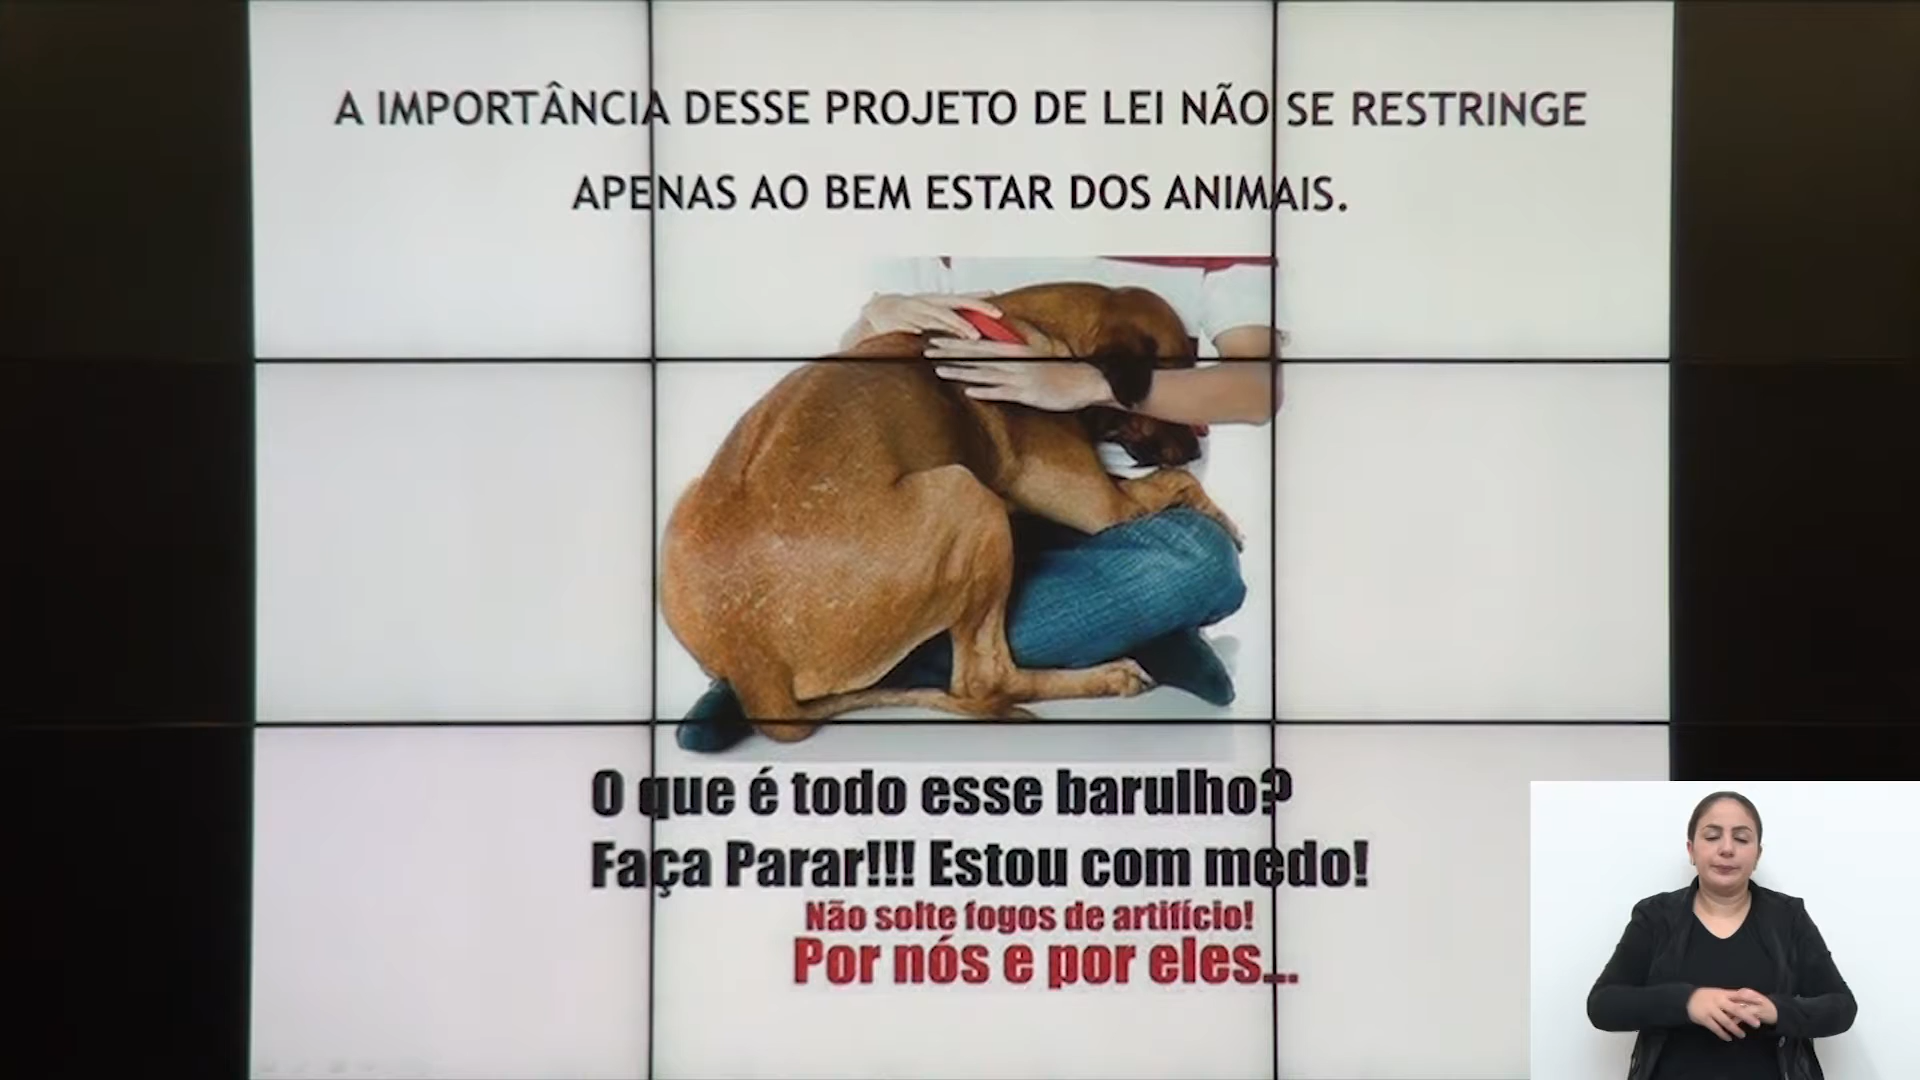 A IMPORTÂNCIA DESSE PROJETO DE LEI NÃO SE RESTRINGE
APENAS AO BEM ESTAR DOS ANIMAIS.
O que é todo esse barulho?
Faça Parar!!! Estou com medo!
Não solte fogos de artifício!
Por nós e por eles...